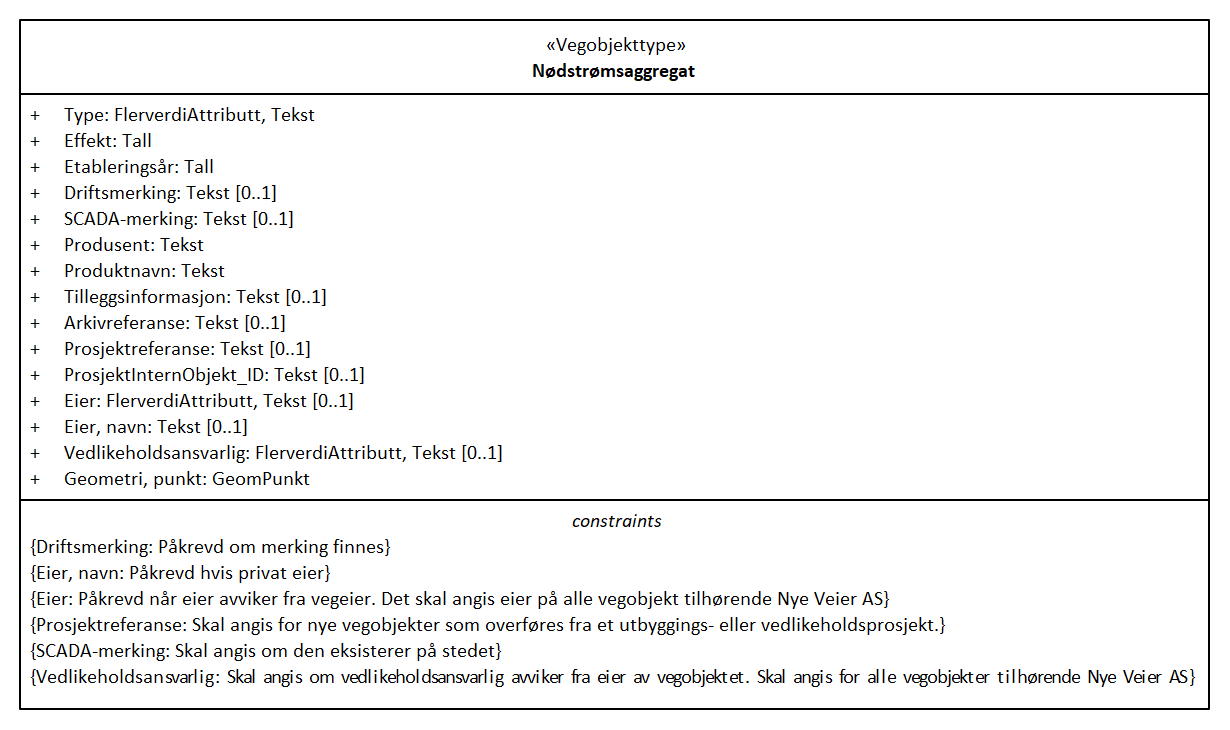 «Vegobjekttype»
Nødstrømsaggregat
+ Type: FlerverdiAttributt, Tekst
+ Effekt: Tall
+ Etableringsår: Tall
+ Driftsmerking: Tekst [0..1]
+ SCADA-merking: Tekst [0..1]
+ Produsent: Tekst
+ Produktnavn: Tekst
+ Tilleggsinformasjon: Tekst [0..1]
+ Arkivreferanse: Tekst [0..1]
+ Prosjektreferanse: Tekst [0..1]
+ ProsjektInternObjekt_ID: Tekst [0..1]
+ Eier: FlerverdiAttributt, Tekst [0..1]
+ Eier, navn: Tekst [0..1]
+ Vedlikeholdsansvarlig: FlerverdiAttributt, Tekst [0..1]
+ Geometri, punkt: GeomPunkt
constraints
{Driftsmerking: Påkrevd om merking finnes}
{Eier, navn: Påkrevd hvis privat eier}
{Eier: Påkrevd når eier avviker fra vegeier. Det skal angis eier på alle vegobjekt tilhørende Nye Veier AS}
{Prosjektreferanse: Skal angis for nye vegobjekter som overføres fra et utbyggings- eller vedlikeholdsprosjekt.}
{SCADA-merking: Skal angis om den eksisterer på stedet}
{Vedlikeholdsansvarlig: Skal angis om vedlikeholdsansvarlig avviker fra eier av vegobjektet. Skal angis for alle vegobjekter tilhørende Nye Veier AS}